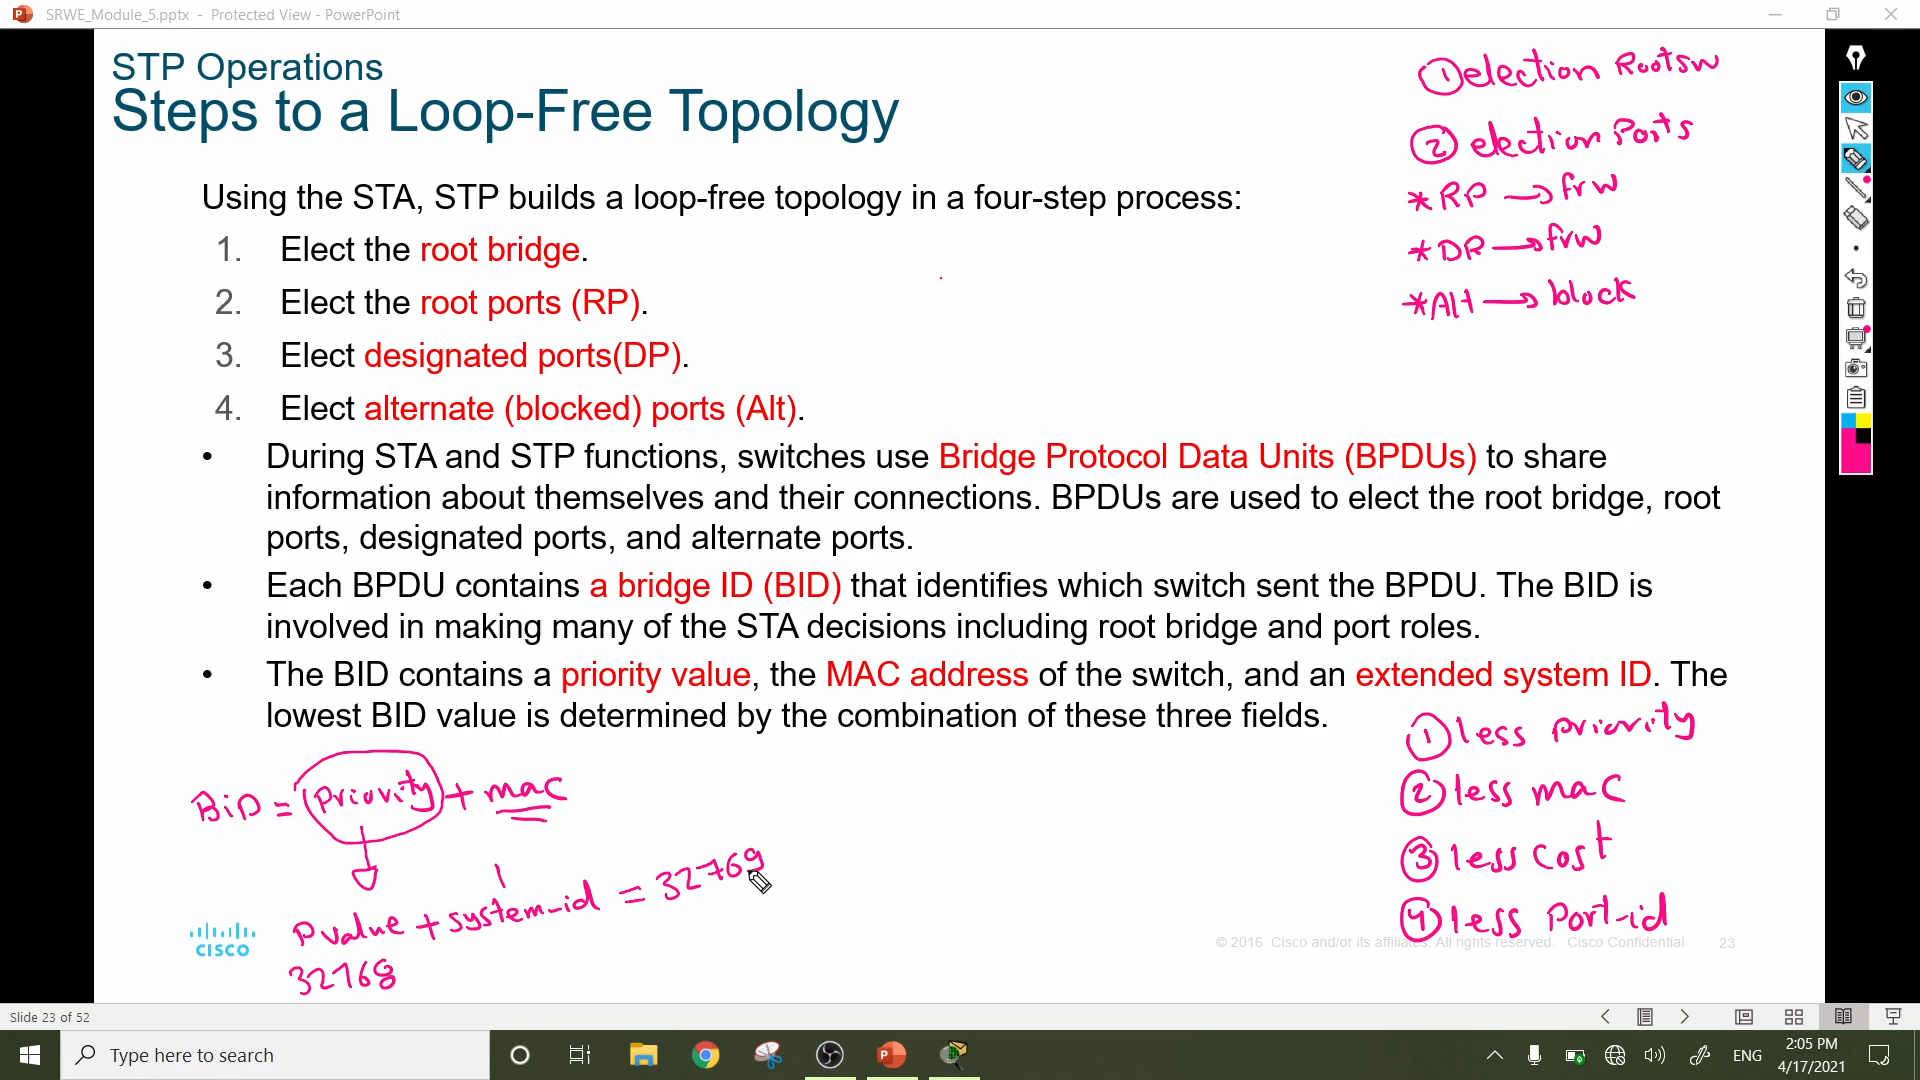 SRWE_Module_5.pptx - Protected View - PowerPoint
STP Operations
Steps to a Loop-Free Topology
Using the STA, STP builds a loop-free topology in a four-step process:
1. Elect the root bridge.
2. Elect the root ports (RP).
3. Elect designated ports(DP).
4. Elect alternate (blocked) ports (Alt).
• During STA and STP functions, switches use Bridge Protocol Data Units (BPDUs) to share
information about themselves and their connections. BPDUs are used to elect the root bridge, root
ports, designated ports, and alternate ports.
• Each BPDU contains a bridge ID (BID) that identifies which switch sent the BPDU. The BID is
involved in making many of the STA decisions including root bridge and port roles.
• The BID contains a priority value, the MAC address of the switch, and an extended system ID. The
lowest BID value is determined by the combination of these three fields.
① election Rootsw
② election Ports
* RP → frw
* DP → frw
* Alt → block
① less priority
② less mac
③ less cost
④ less Port-id
BiD = (Priority) + mac
1
Pvalue + system-id = 32769
32768
CISCO
© 2016 Cisco and/or its affiliates. All rights reserved. Cisco Confidential 23
Slide 23 of 52
Type here to search
ENG
2:05 PM
4/17/2021